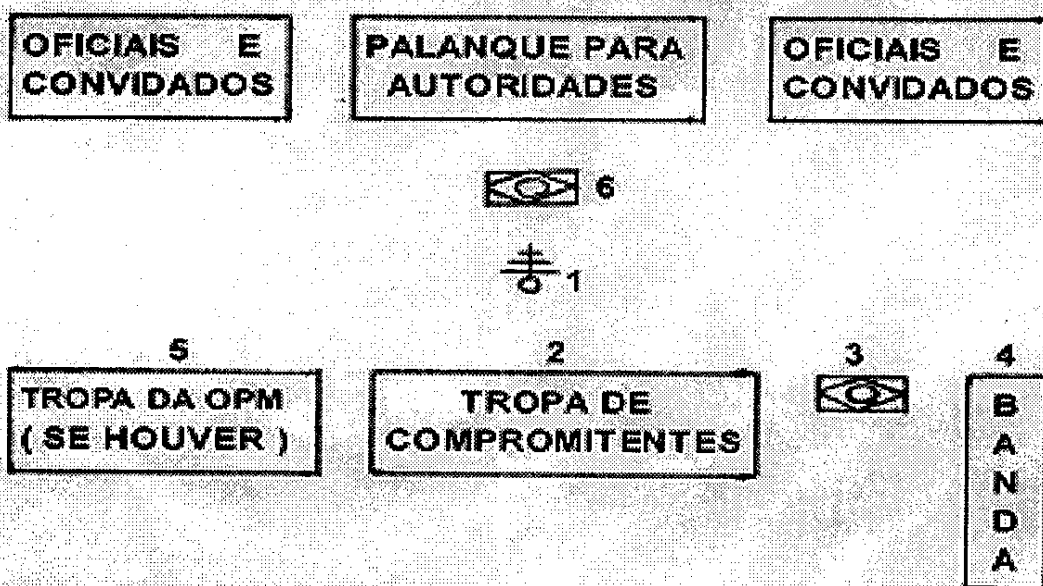 OFICIAIS E
CONVIDADOS
PALANQUE PARA
AUTORIDADES
OFICIAIS E
CONVIDADOS
6
1
5
TROPA DA OPM
( SE HOUVER )
2
TROPA DE
COMPROMITENTES
3
4
B
A
N
D
A